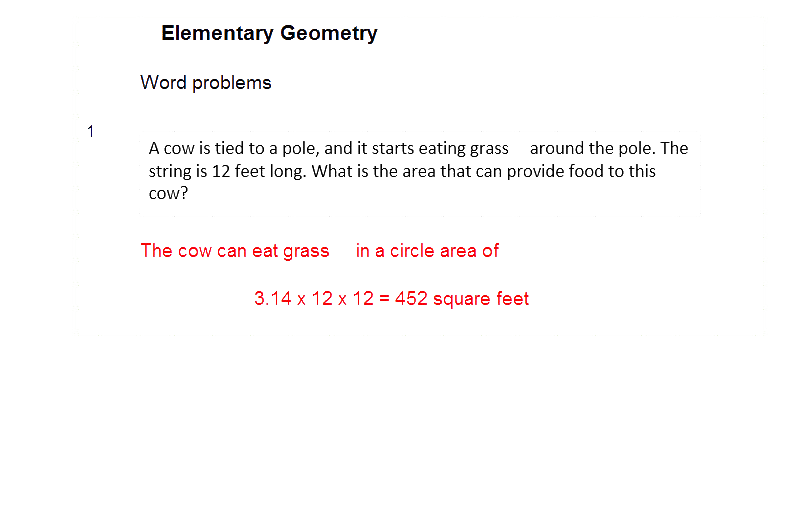 Elementary Geometry
Word problems
1
A cow is tied to a pole, and it starts eating grass around the pole. The
string is 12 feet long. What is the area that can provide food to this
cow?
The cow can eat grass in a circle area of
3.14 x 12 x 12 = 452 square feet